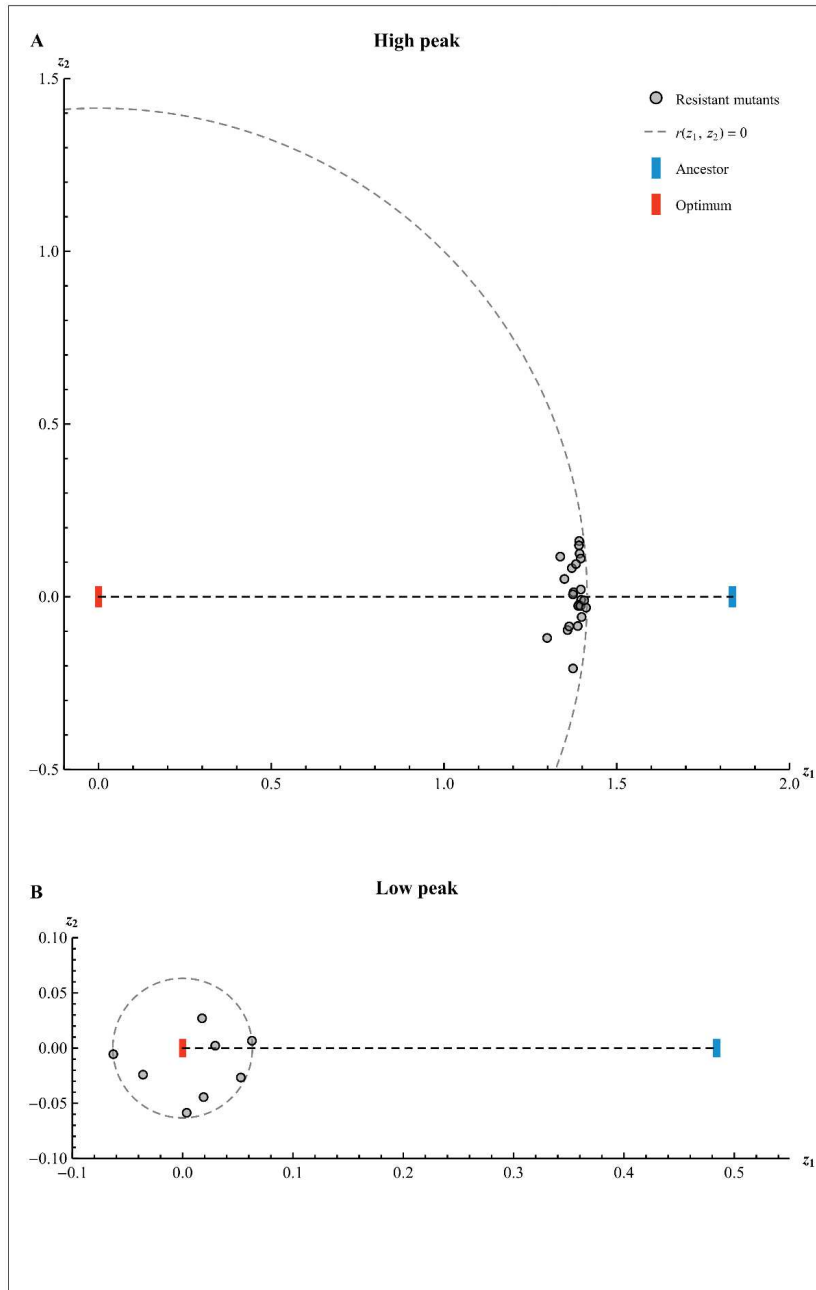 A
High peak
z₂
1.5
1.0
0.5
0.0
−0.5
0.0
0.5
1.0
1.5
2.0
z₁
Resistant mutants
r(z₁, z₂) = 0
Ancestor
Optimum
B
Low peak
z₂
0.10
0.05
0.00
−0.05
−0.10
−0.1
0.0
0.1
0.2
0.3
0.4
0.5
z₁